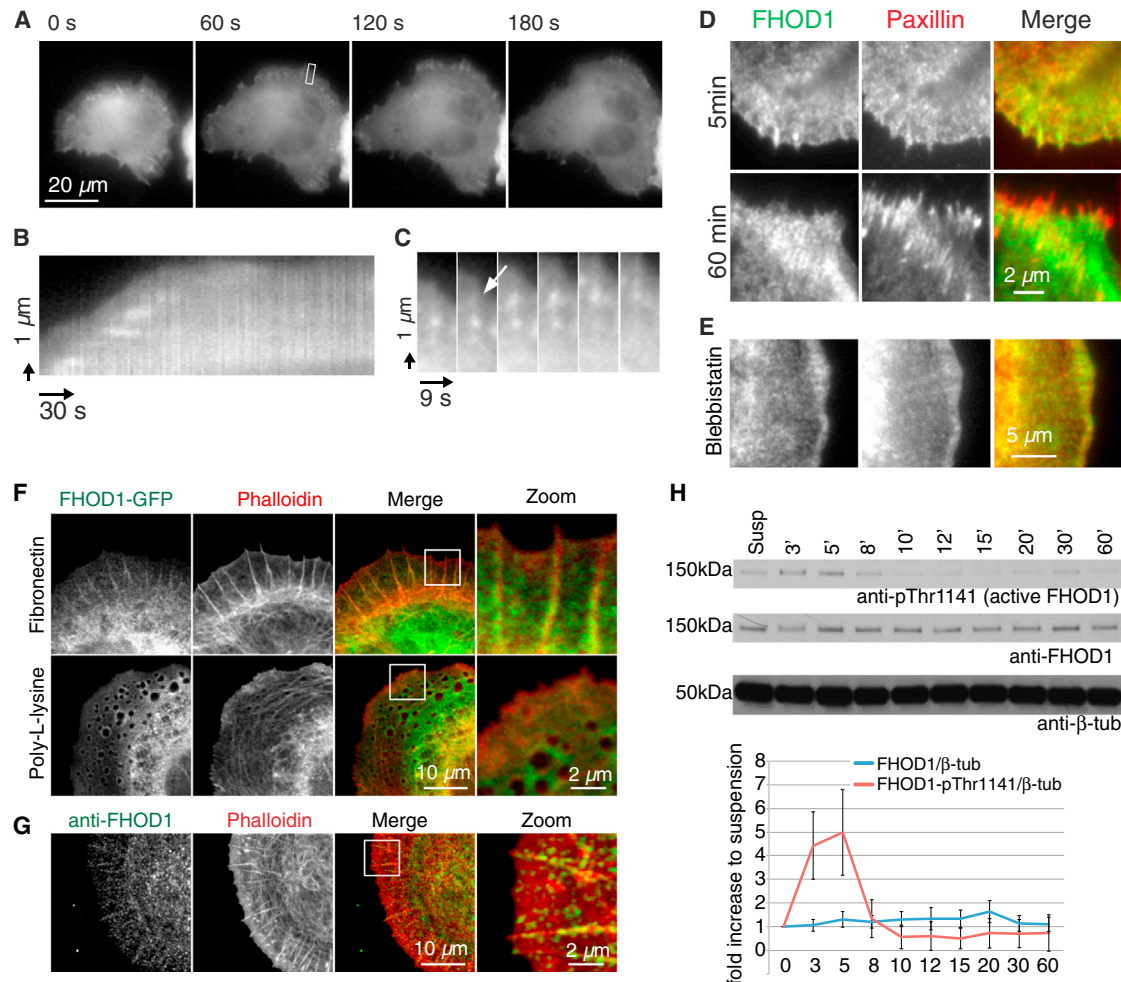 A
0 s 60 s 120 s 180 s
20 µm
B
1 µm
30 s
C
1 µm
9 s
D
FHOD1 Paxillin Merge
5min
60 min
2 µm
E
Blebbistatin
5 µm
F
FHOD1-GFP Phalloidin Merge Zoom
Fibronectin
Poly-L-lysine
10 µm 2 µm
G
anti-FHOD1 Phalloidin Merge Zoom
10 µm 2 µm
H
Susp 3' 5' 8' 10' 12' 15' 20' 30' 60'
150kDa
anti-pThr1141 (active FHOD1)
150kDa
anti-FHOD1
50kDa
anti-β-tub
FHOD1/β-tub
FHOD1-pThr1141/β-tub
fold increase to suspension
8
7
6
5
4
3
2
1
0
0 3 5 8 10 12 15 20 30 60